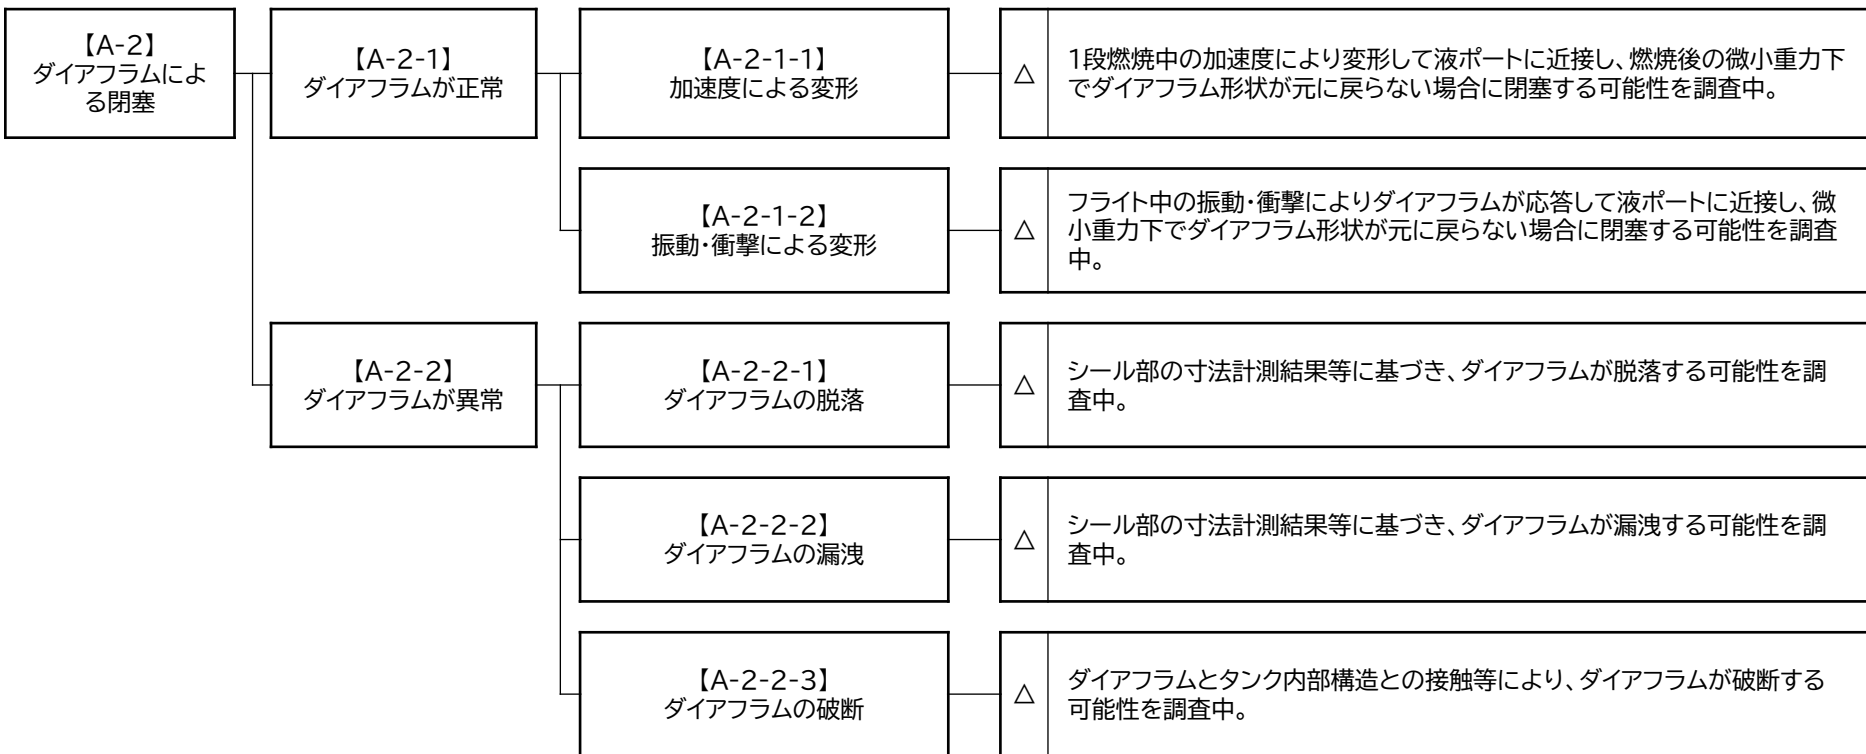 【A-2】
ダイアフラムによ
る閉塞
【A-2-1】
ダイアフラムが正常
【A-2-1-1】
加速度による変形
△
1段燃焼中の加速度により変形して液ポートに近接し、燃焼後の微小重力下
でダイアフラム形状が元に戻らない場合に閉塞する可能性を調査中。
【A-2-1-2】
振動・衝撃による変形
△
フライト中の振動・衝撃によりダイアフラムが応答して液ポートに近接し、微
小重力下でダイアフラム形状が元に戻らない場合に閉塞する可能性を調査
中。
【A-2-2】
ダイアフラムが異常
【A-2-2-1】
ダイアフラムの脱落
△
シール部の寸法計測結果等に基づき、ダイアフラムが脱落する可能性を調
査中。
【A-2-2-2】
ダイアフラムの漏洩
△
シール部の寸法計測結果等に基づき、ダイアフラムが漏洩する可能性を調
査中。
【A-2-2-3】
ダイアフラムの破断
△
ダイアフラムとタンク内部構造との接触等により、ダイアフラムが破断する
可能性を調査中。